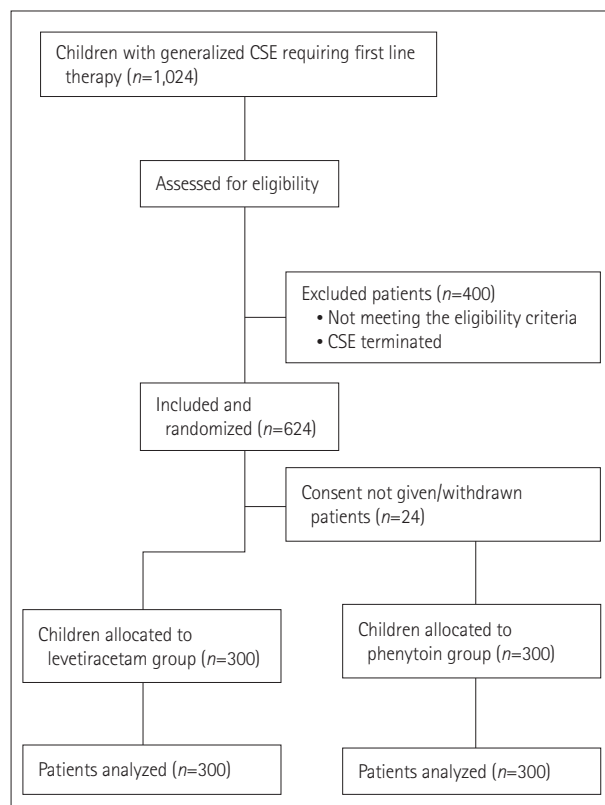 Children with generalized CSE requiring first line
therapy (n=1,024)
Assessed for eligibility
Excluded patients (n=400)
• Not meeting the eligibility criteria
• CSE terminated
Included and
randomized (n=624)
Consent not given/withdrawn
patients (n=24)
Children allocated to
levetiracetam group (n=300)
Children allocated to
phenytoin group (n=300)
Patients analyzed (n=300)
Patients analyzed (n=300)